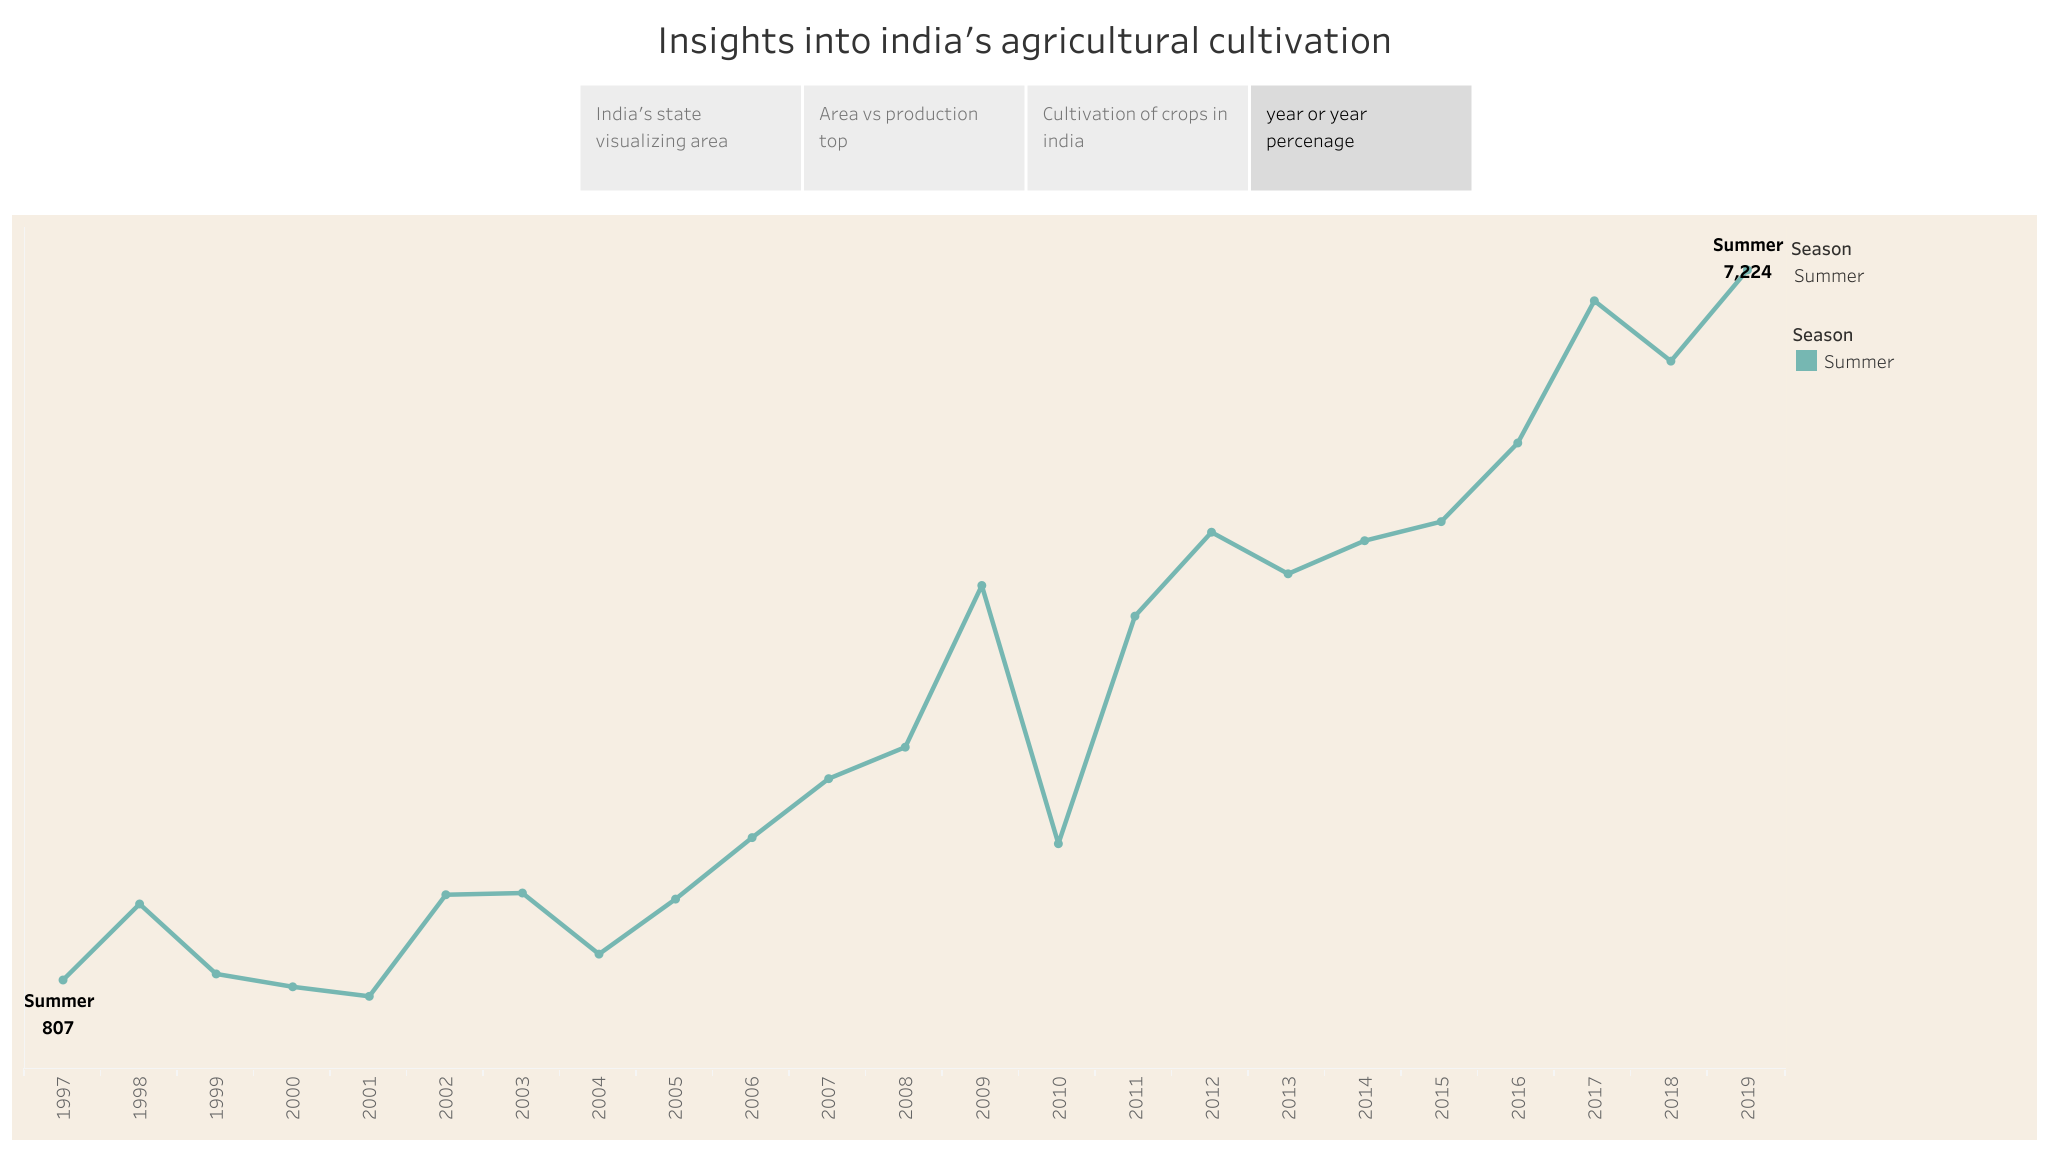 Insights into india's agricultural cultivation
India's state
visualizing area
Area vs production
top
Cultivation of crops in
india
year or year
percenage
Summer
7,224
Season
Summer
Season
Summer
Summer
807
1997
1998
1999
2000
2001
2002
2003
2004
2005
2006
2007
2008
2009
2010
2011
2012
2013
2014
2015
2016
2017
2018
2019